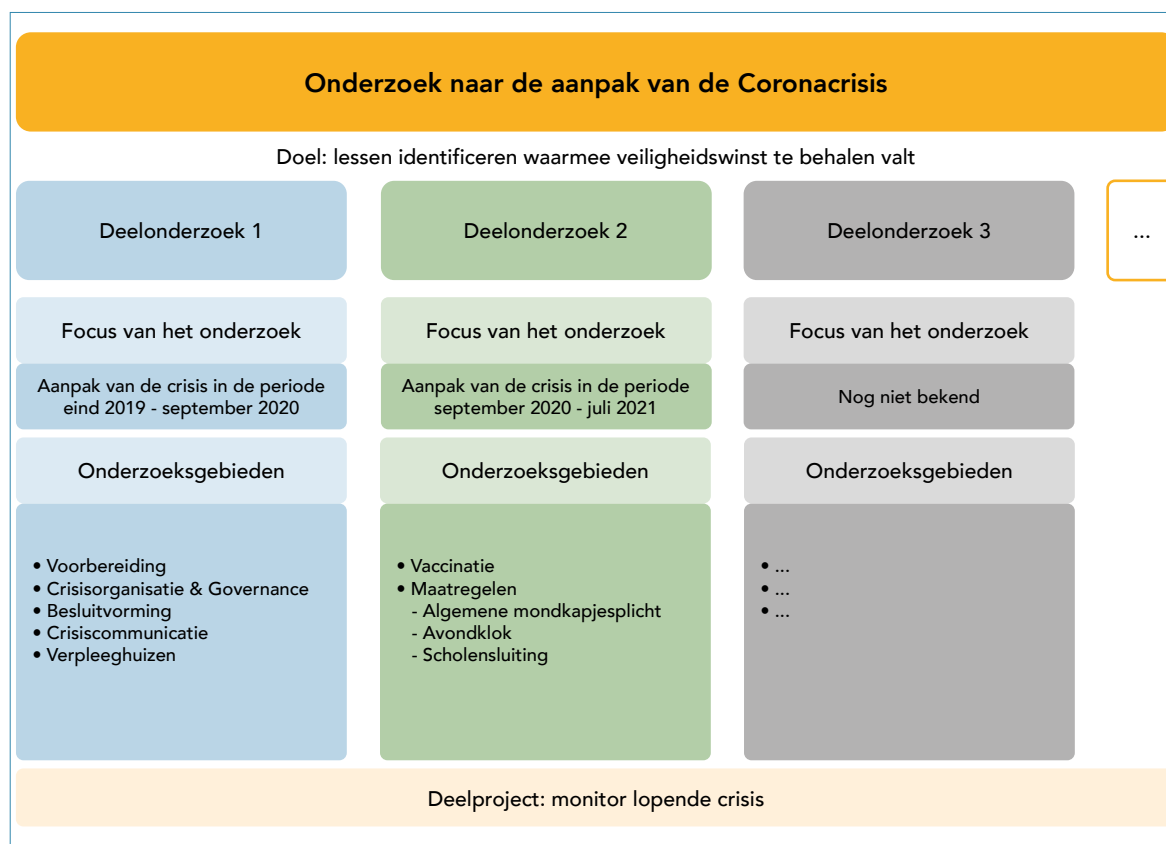 Onderzoek naar de aanpak van de Coronacrisis
Doel: lessen identificeren waarmee veiligheidswinst te behalen valt
Deelonderzoek 1
Focus van het onderzoek
Aanpak van de crisis in de periode
eind 2019 - september 2020
Onderzoeksgebieden
• Voorbereiding
• Crisisorganisatie & Governance
• Besluitvorming
• Crisiscommunicatie
• Verpleeghuizen
Deelonderzoek 2
Focus van het onderzoek
Aanpak van de crisis in de periode
september 2020 - juli 2021
Onderzoeksgebieden
• Vaccinatie
• Maatregelen
- Algemene mondkapjesplicht
- Avondklok
- Scholensluiting
Deelonderzoek 3
Focus van het onderzoek
Nog niet bekend
Onderzoeksgebieden
• ...
• ...
• ...
...
Deelproject: monitor lopende crisis